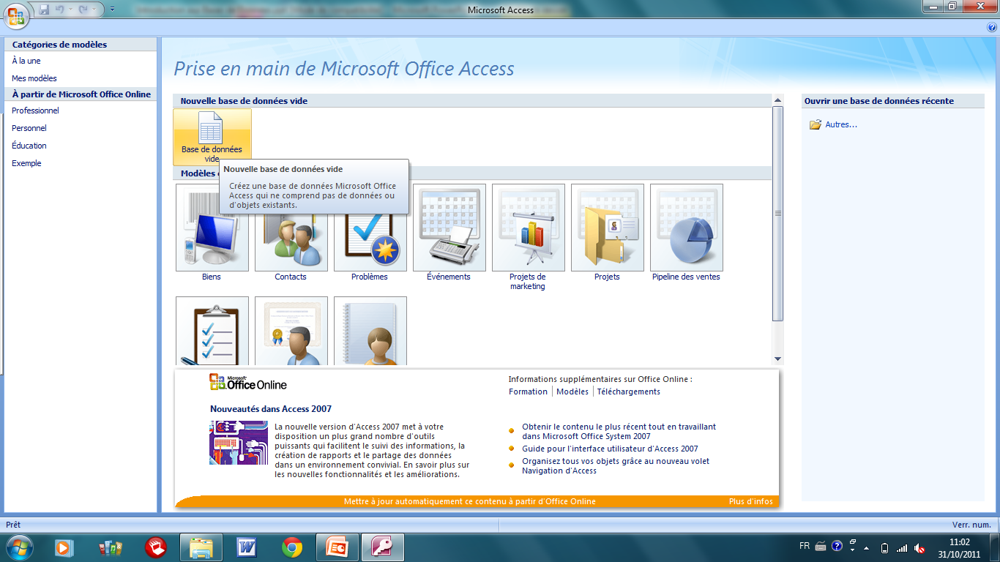 Microsoft Access
Catégories de modèles
À la une
Mes modèles
À partir de Microsoft Office Online
Professionnel
Personnel
Éducation
Exemple
Prise en main de Microsoft Office Access
Nouvelle base de données vide
Base de données
vide
Modèles
Nouvelle base de données vide
Créez une base de données Microsoft Office
Access qui ne comprend pas de données ou
d'objets existants.
Biens
Contacts
Problèmes
Événements
Projets de
marketing
Projets
Pipeline des ventes
Microsoft
Office Online
Nouveautés dans Access 2007
La nouvelle version d'Access 2007 met à votre
disposition un plus grand nombre d'outils
puissants qui facilitent le suivi des informations, la
création de rapports et le partage des données
dans un environnement convivial. En savoir plus sur
les nouvelles fonctionnalités et les améliorations.
Informations supplémentaires sur Office Online :
Formation | Modèles | Téléchargements
Obtenir le contenu le plus récent tout en travaillant
dans Microsoft Office System 2007
Guide pour l'interface utilisateur d'Access 2007
Organisez tous vos objets grâce au nouveau volet
Navigation d'Access
Mettre à jour automatiquement ce contenu à partir d'Office Online
Plus d'infos
Ouvrir une base de données récente
Autres...
Prêt
Verr. num.
FR
11:02
31/10/2011